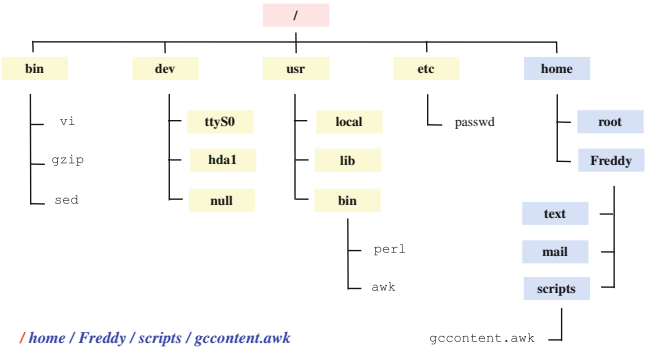 /
bin dev usr etc home
vi ttyS0 local passwd root
gzip hda1 lib Freddy
sed null bin
text
perl mail
awk scripts
/ home / Freddy / scripts / gccontent.awk gccontent.awk